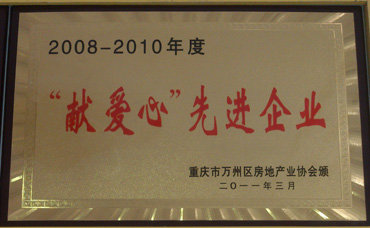 2008-2010年度
“献爱心”先进企业
重庆市万州区房地产业协会颁
二〇一一年三月